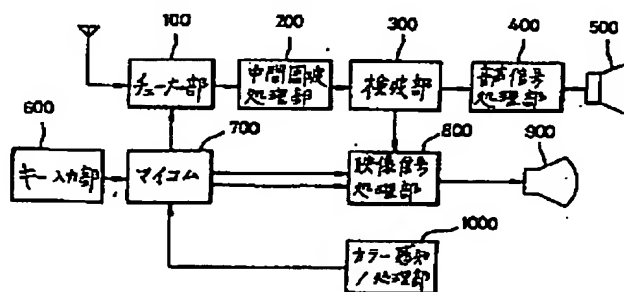 100
200
300
400
500
チューナ部
中間周波
処理部
検波部
音声信号
処理部
600
700
800
900
キー入力部
マイコム
映像信号
処理部
1000
カラー感知
/処理部